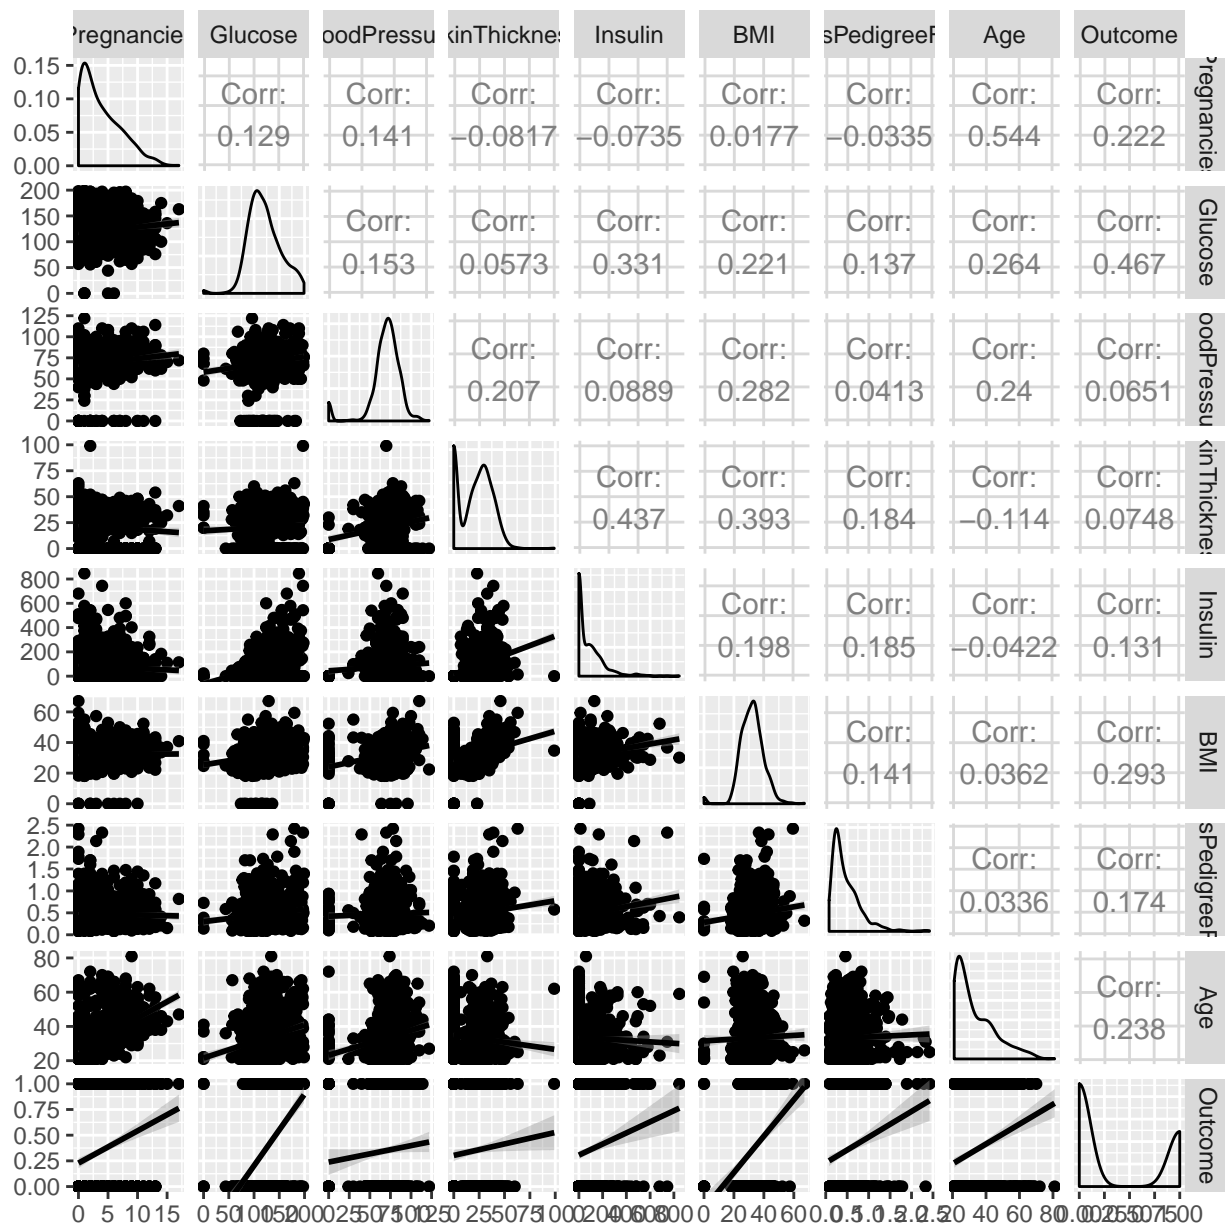 Pregnancie Glucose oodPressu kinThicknes Insulin BMI sPedigreeF Age Outcome
0.15 Corr: Corr: Corr: Corr: Corr: Corr: Corr: Corr: Pregnancies
0.10
0.05 0.129 0.141 −0.0817 −0.0735 0.0177 −0.0335 0.544 0.222
0.00
200 Corr: Corr: Corr: Corr: Corr: Corr: Corr: Glucose
150
100 0.153 0.0573 0.331 0.221 0.137 0.264 0.467
50
0
125 Corr: Corr: Corr: Corr: Corr: Corr: oodPressu
100
75
50 0.207 0.0889 0.282 0.0413 0.24 0.0651
25
0
100 Corr: Corr: Corr: Corr: Corr: kinThicknes
75
50
25 0.437 0.393 0.184 −0.114 0.0748
0
800 Corr: Corr: Corr: Corr: Insulin
600
400
200 0.198 0.185 −0.0422 0.131
0
60 Corr: Corr: Corr: BMI
40
20 0.141 0.0362 0.293
0
2.5 Corr: Corr: sPedigreeF
2.0
1.5
1.0 0.0336 0.174
0.5
0.0
80 Corr: Age
60
40 0.238
20
1.00 Outcome
0.75
0.50
0.25
0.00
0 5 10 15 0 50 100 150 200 0 25 50 75 100 125 0 25 50 75 100 0 200 400 600 800 0 20 40 60 0.0 0.5 1.0 1.5 2.0 2.5 20 40 60 80 0.00 0.25 0.50 0.75 1.00